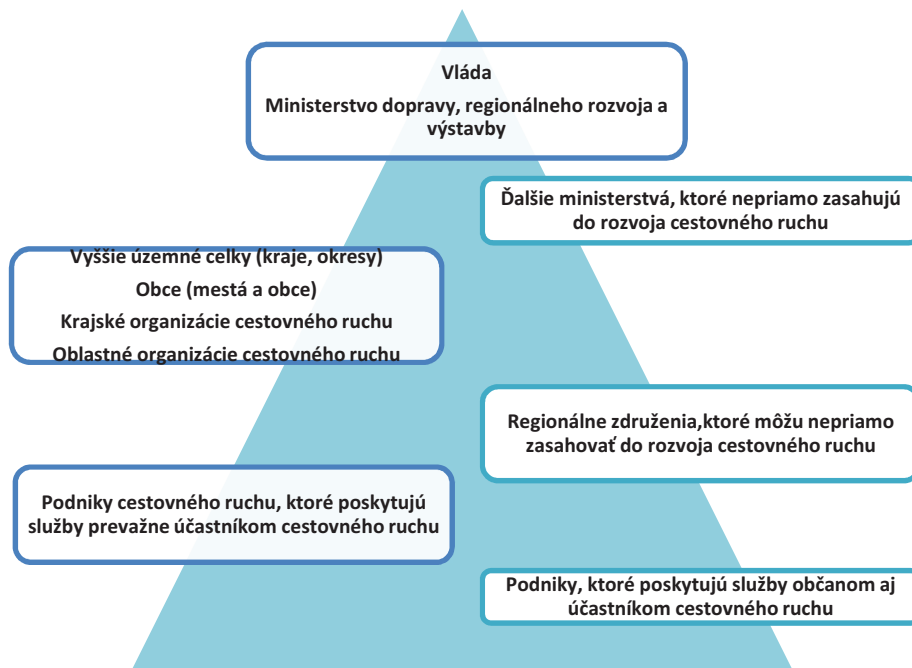 Vláda
Ministerstvo dopravy, regionálneho rozvoja a
výstavby
Ďalšie ministerstvá, ktoré nepriamo zasahujú
do rozvoja cestovného ruchu
Vyššie územné celky (kraje, okresy)
Obce (mestá a obce)
Krajské organizácie cestovného ruchu
Oblastné organizácie cestovného ruchu
Regionálne združenia,ktoré môžu nepriamo
zasahovať do rozvoja cestovného ruchu
Podniky cestovného ruchu, ktoré poskytujú
služby prevažne účastníkom cestovného ruchu
Podniky, ktoré poskytujú služby občanom aj
účastníkom cestovného ruchu